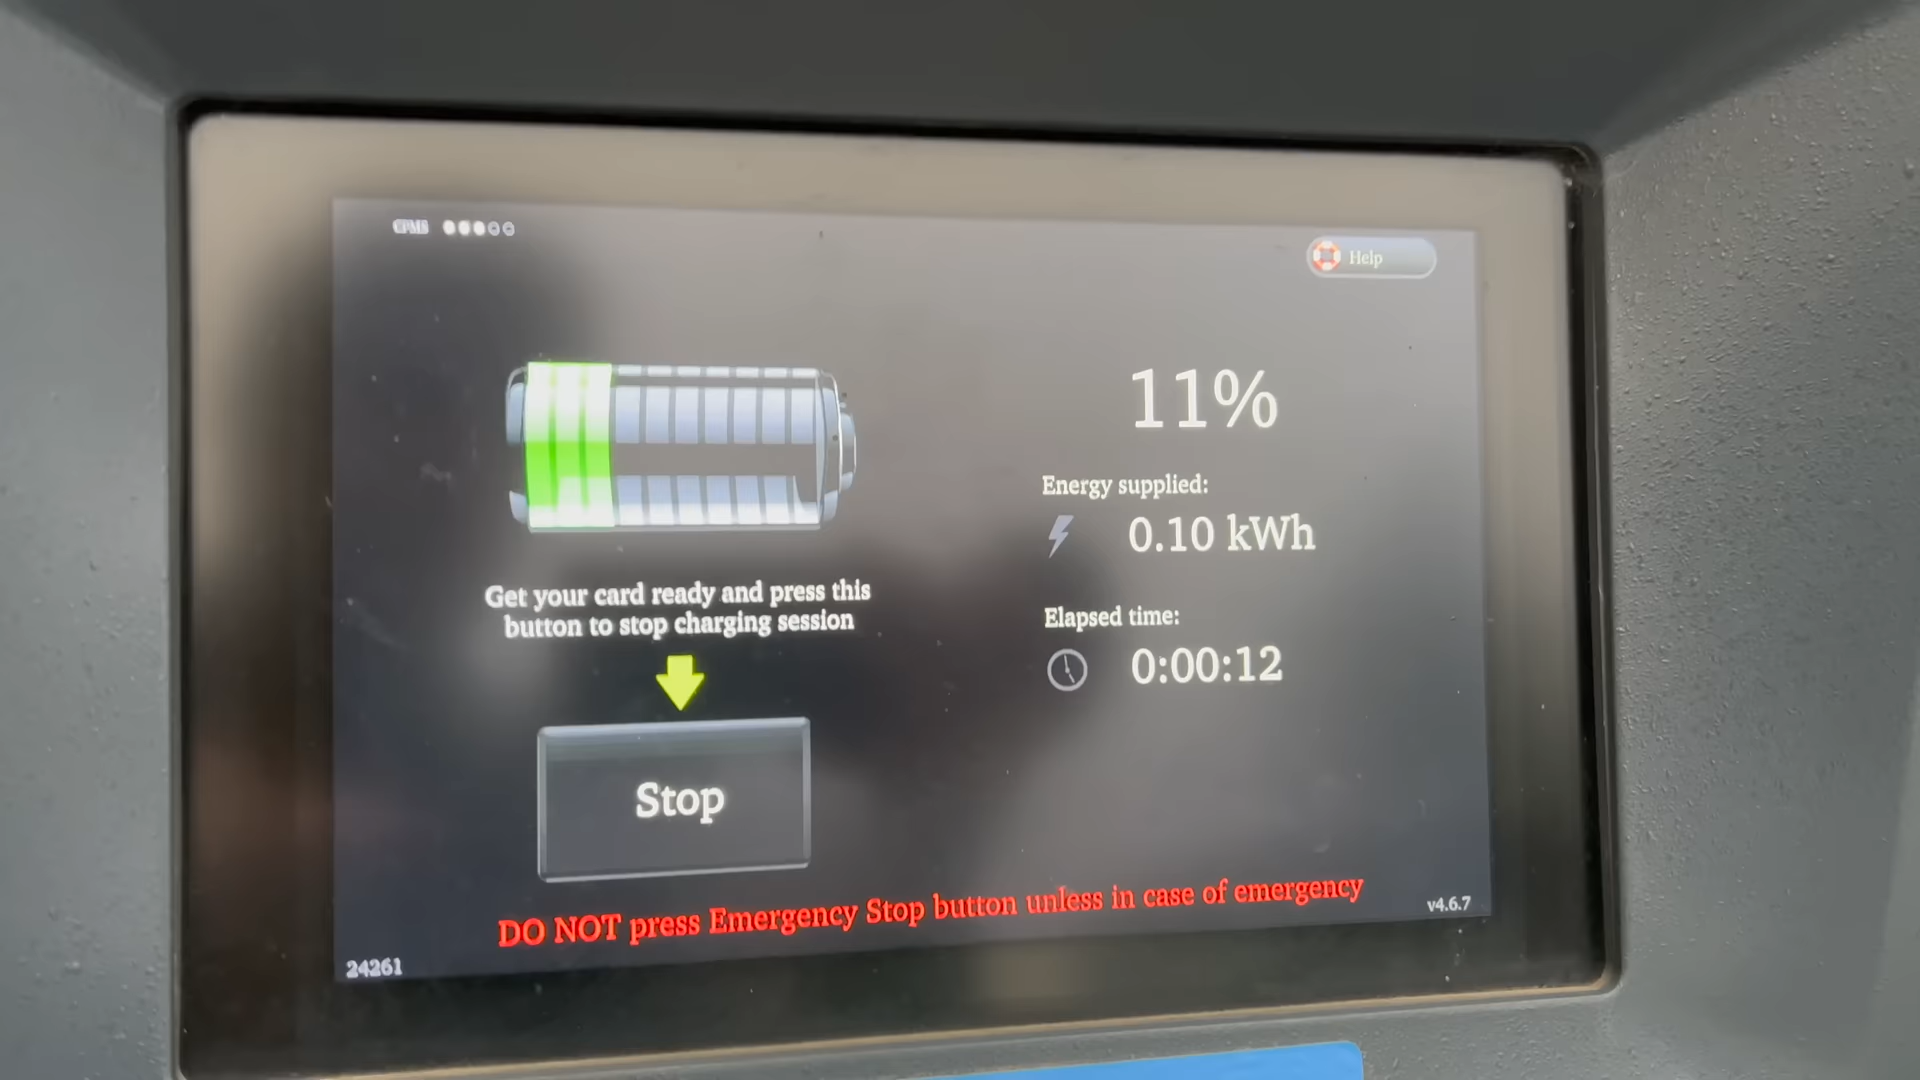 CPMS
Help
11%
Energy supplied:
0.10 kWh
Get your card ready and press this
button to stop charging session
Elapsed time:
0:00:12
Stop
DO NOT press Emergency Stop button unless in case of emergency
v4.6.7
24261